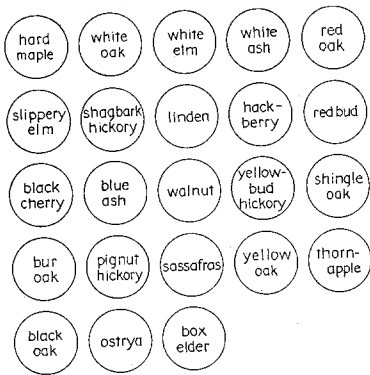 hard
maple
white
oak
white
elm
white
ash
red
oak
slippery
elm
shagbark
hickory
linden
hack-
berry
redbud
black
cherry
blue
ash
walnut
yellow-
bud
hickory
shingle
oak
bur
oak
pignut
hickory
sassafras
yellow
oak
thorn-
apple
black
oak
ostrya
box
elder